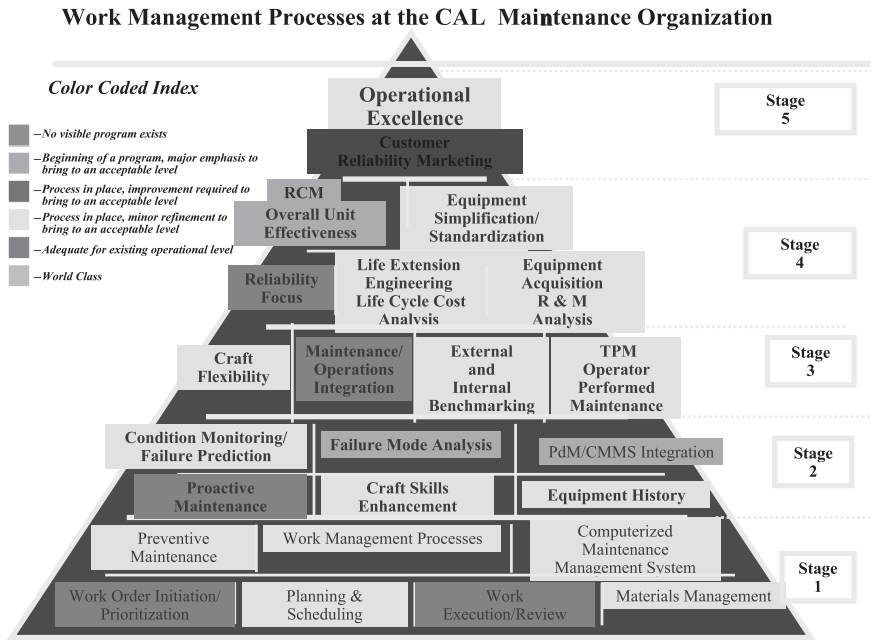 Work Management Processes at the CAL Maintenance Organization
Color Coded Index
–No visible program exists
–Beginning of a program, major emphasis to
bring to an acceptable level
–Process in place, improvement required to
bring to an acceptable level
–Process in place, minor refinement to
bring to an acceptable level
–Adequate for existing operational level
–World Class
Operational
Excellence
Customer
Reliability Marketing
Stage
5
RCM
Overall Unit
Effectiveness
Equipment
Simplification/
Standardization
Reliability
Focus
Life Extension
Engineering
Life Cycle Cost
Analysis
Equipment
Acquisition
R & M
Analysis
Stage
4
Craft
Flexibility
Maintenance/
Operations
Integration
External
and
Internal
Benchmarking
TPM
Operator
Performed
Maintenance
Stage
3
Condition Monitoring/
Failure Prediction
Failure Mode Analysis
PdM/CMMS Integration
Stage
2
Proactive
Maintenance
Craft Skills
Enhancement
Equipment History
Preventive
Maintenance
Work Management Processes
Computerized
Maintenance
Management System
Work Order Initiation/
Prioritization
Planning &
Scheduling
Work
Execution/Review
Materials Management
Stage
1